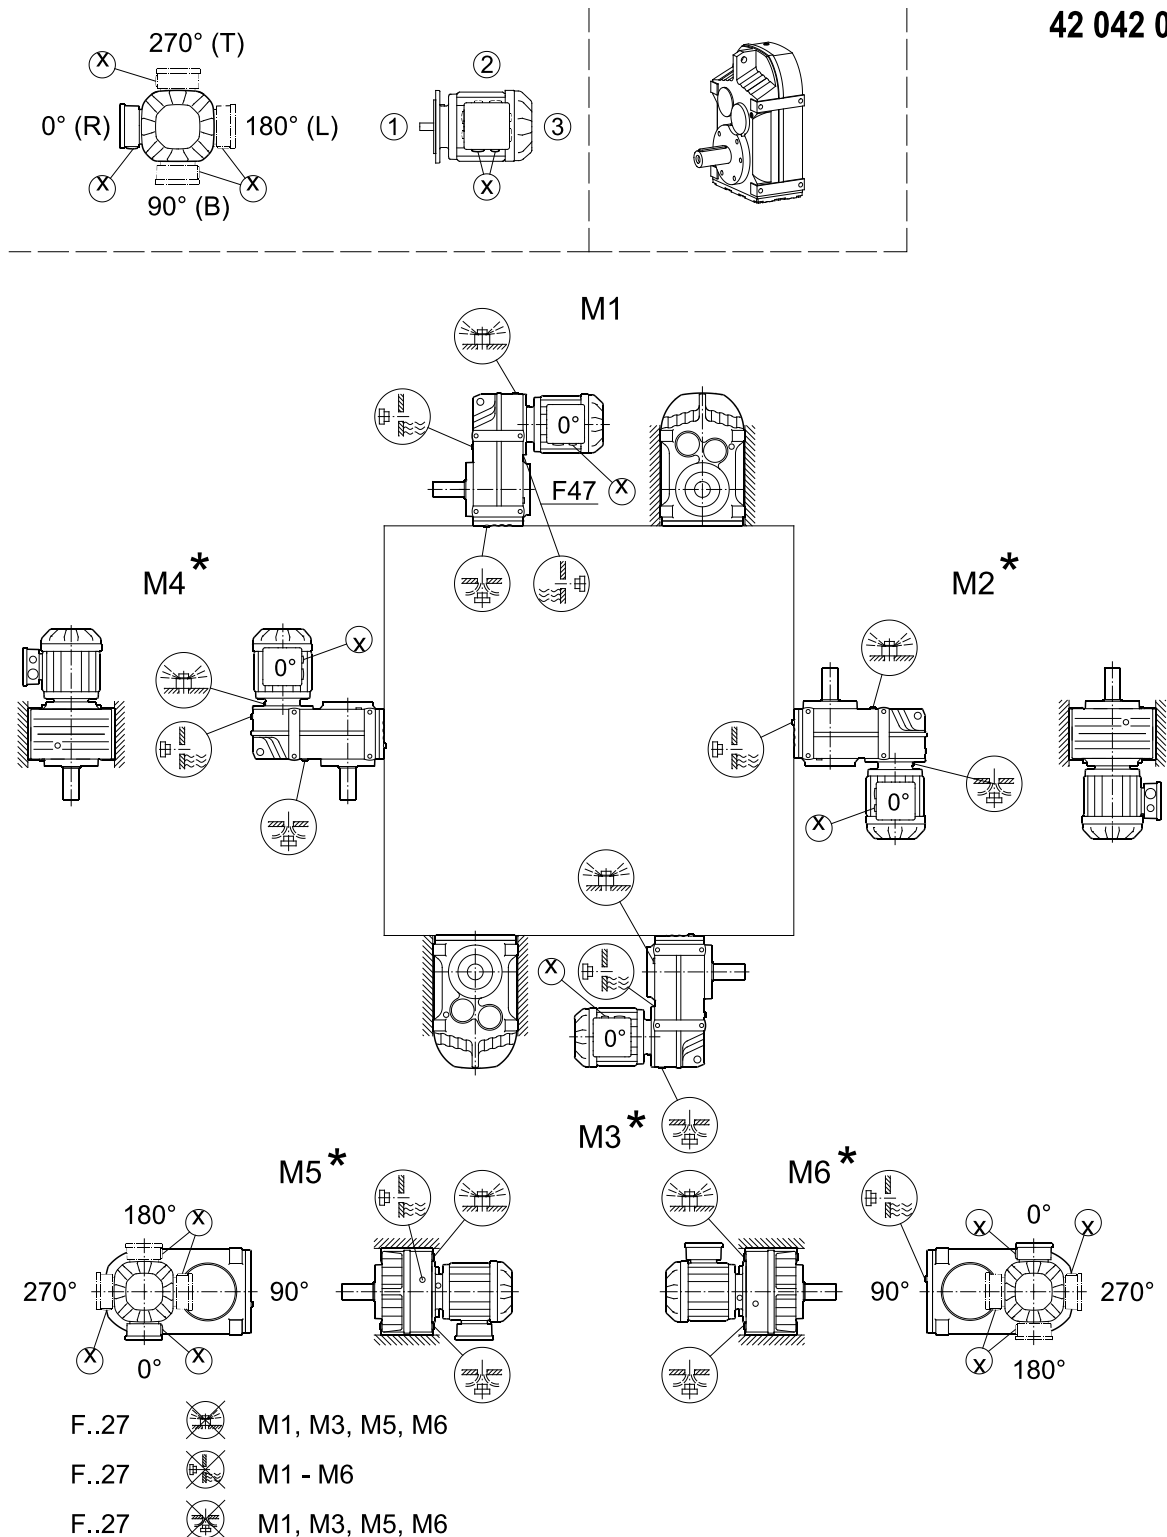 42 042 0
270° (T)
X
0° (R)
180° (L)
X
X
90° (B)
2
1
3
X
M1
0°
F47
X
M4 *
M2 *
X
0°
0°
X
X
0°
M3 *
M5 *
M6 *
180°
X
270°
90°
X
0°
X
X
0°
X
90°
270°
X
180°
F..27 M1, M3, M5, M6
F..27 M1 - M6
F..27 M1, M3, M5, M6